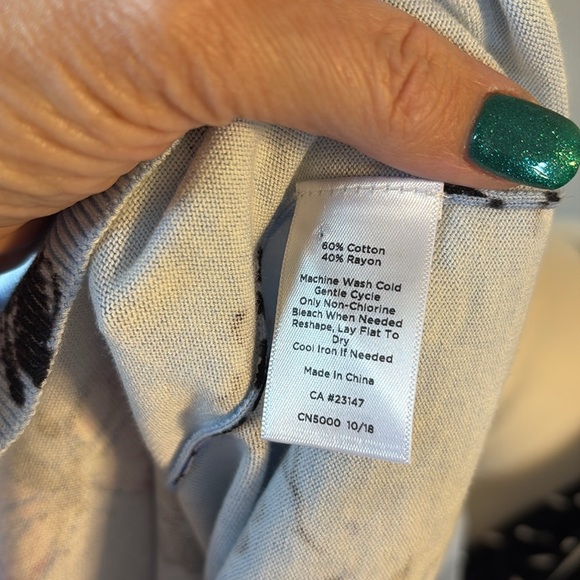 60% Cotton
40% Rayon
Machine Wash Cold
Gentle Cycle
Only Non-Chlorine
Bleach When Needed
Reshape, Lay Flat To
Dry
Cool Iron If Needed
Made In China
CA #23147
CN5000 10/18